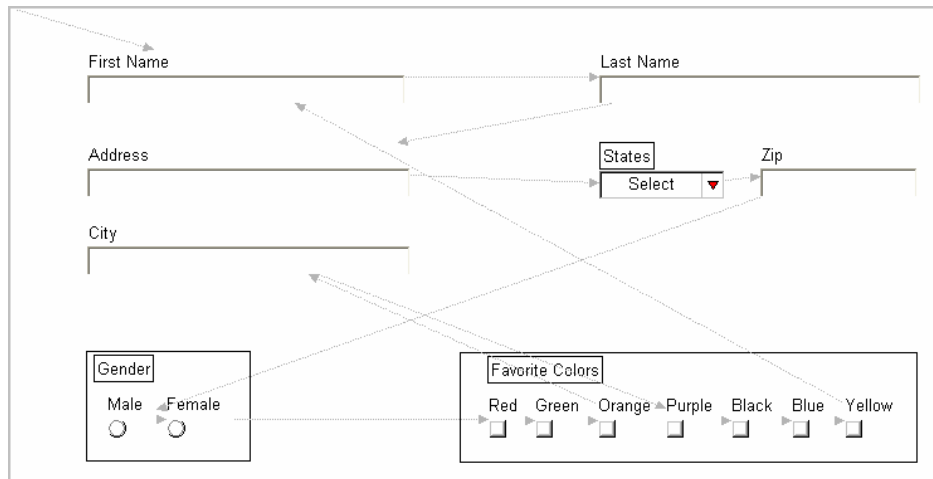 First Name Last Name
Address States Zip
Select
City
Gender Favorite Colors
Male Female Red Green Orange Purple Black Blue Yellow